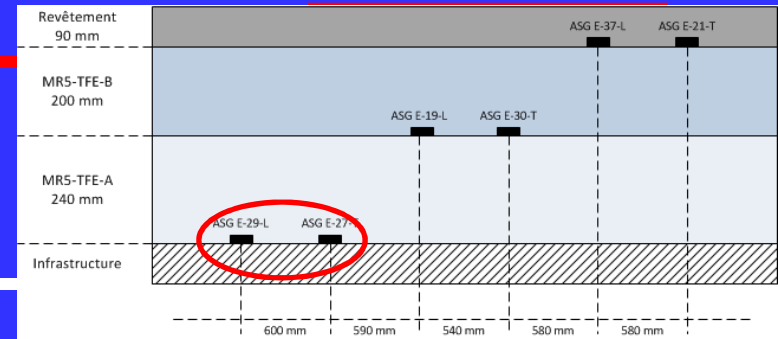 Revêtement
90 mm
ASG E-37-L
ASG E-21-T
MR5-TFE-B
200 mm
ASG E-19-L
ASG E-30-T
MR5-TFE-A
240 mm
ASG E-29-L
ASG E-27-T
Infrastructure
600 mm
590 mm
540 mm
580 mm
580 mm